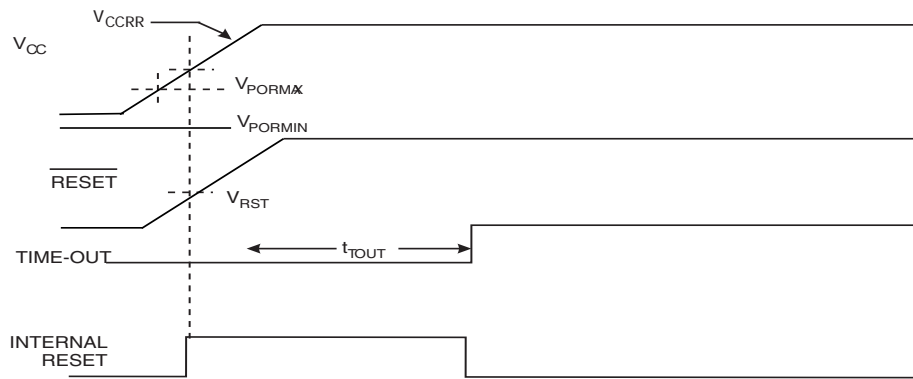 VCCRR
VCC
VPORMAX
VPORMIN
RESET
VRST
tTOUT
TIME-OUT
INTERNAL
RESET